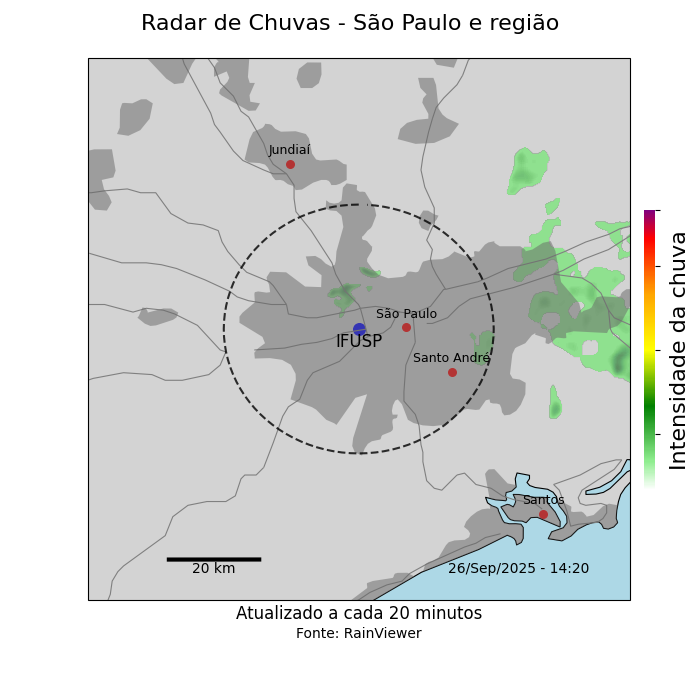 Radar de Chuvas - São Paulo e região
Jundiaí
São Paulo
IFUSP
Santo André
Santos
20 km
26/Sep/2025 - 14:20
Intensidade da chuva
Atualizado a cada 20 minutos
Fonte: RainViewer